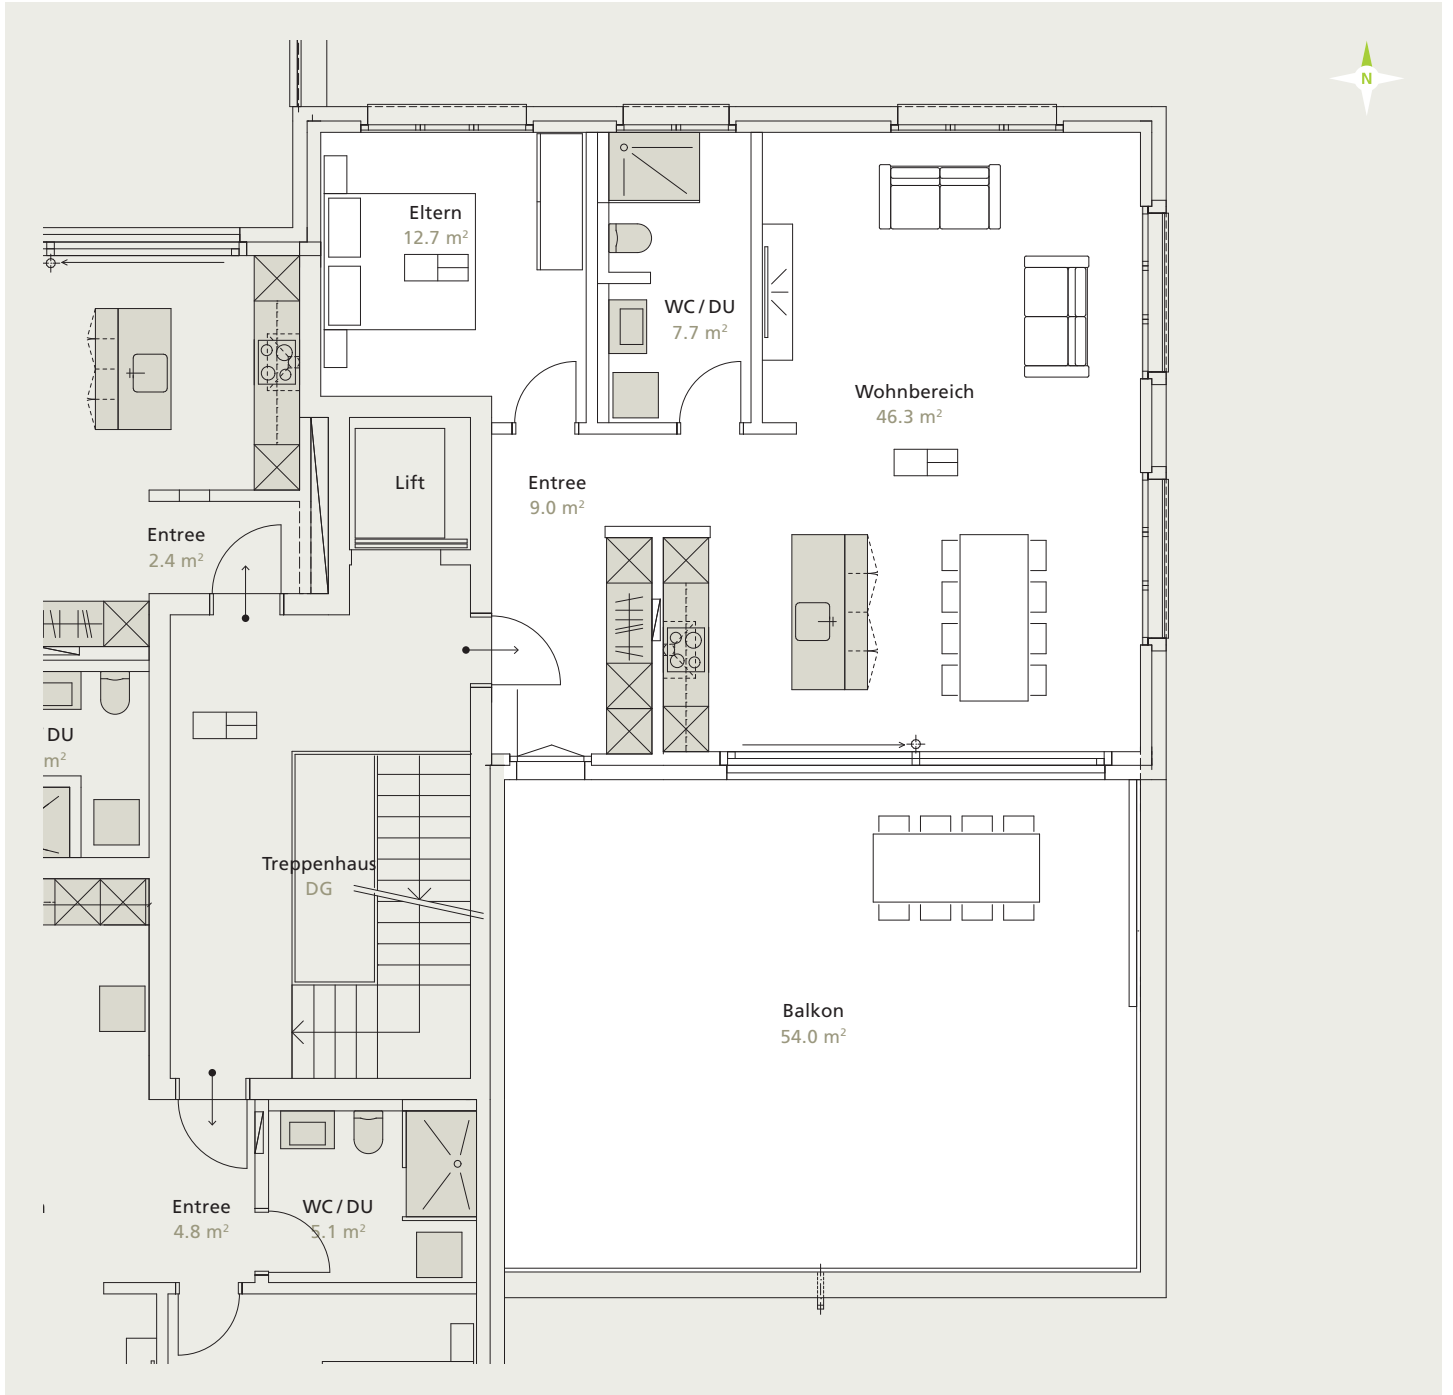 N
Eltern
12.7 m²
WC / DU
7.7 m²
Wohnbereich
46.3 m²
Lift
Entree
9.0 m²
Entree
2.4 m²
DU
m²
Treppenhaus
DG
Balkon
54.0 m²
Entree
4.8 m²
WC / DU
5.1 m²